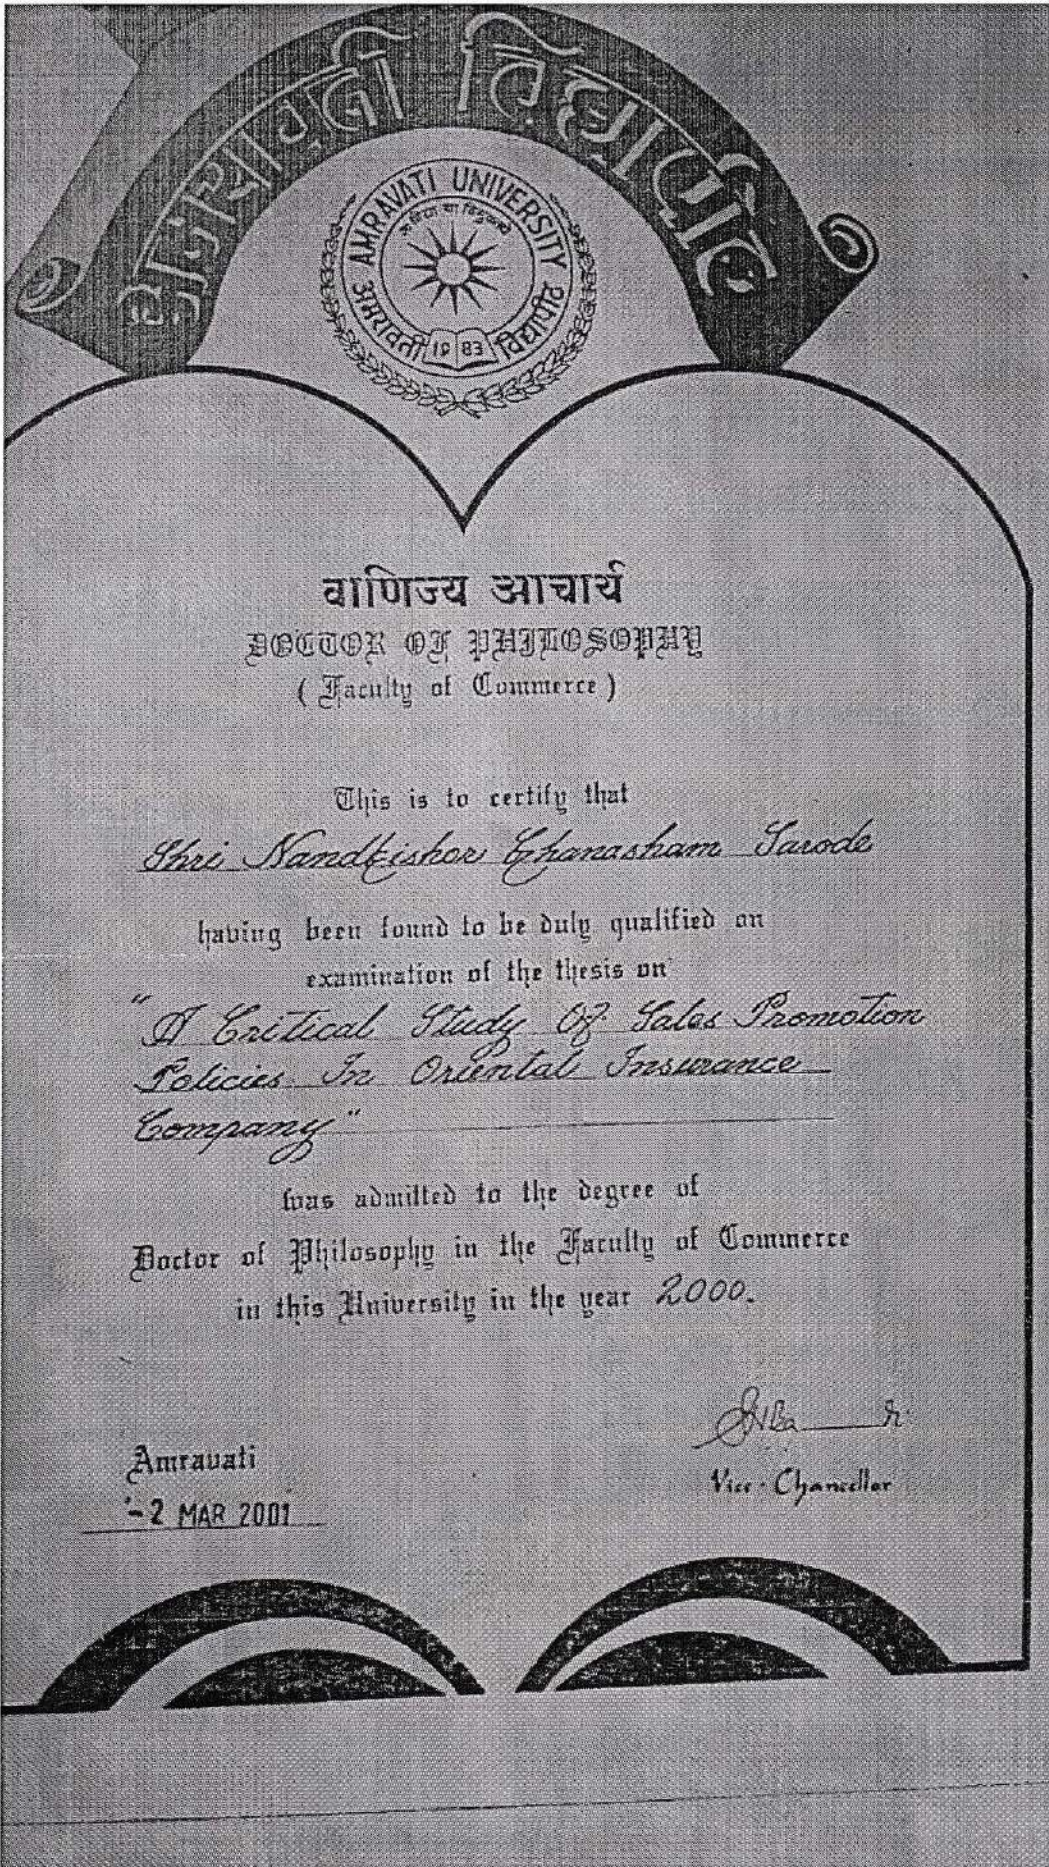 अमरावती विद्यापीठ
AMRAVATI UNIVERSITY
अमरावती 1983 विद्यापीठ
वाणिज्य आचार्य
DOCTOR OF PHILOSOPHY
( Faculty of Commerce )
This is to certify that
Shri Nandkishor Ghanasham Sarode
having been found to be duly qualified on
examination of the thesis on
"A Critical Study Of Sales Promotion
Policies In Oriental Insurance
Company"
was admitted to the degree of
Doctor of Philosophy in the Faculty of Commerce
in this University in the year 2000.
Amravati
Vice-Chancellor
-2 MAR 2001